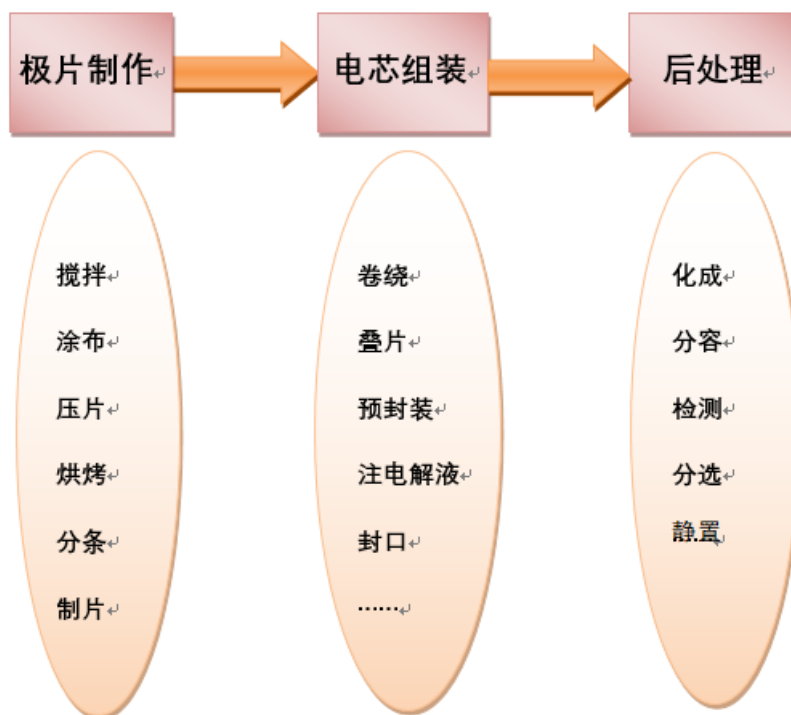 极片制作
电芯组装
后处理
搅拌
涂布
压片
烘烤
分条
制片
卷绕
叠片
预封装
注电解液
封口
……
化成
分容
检测
分选
静置
……